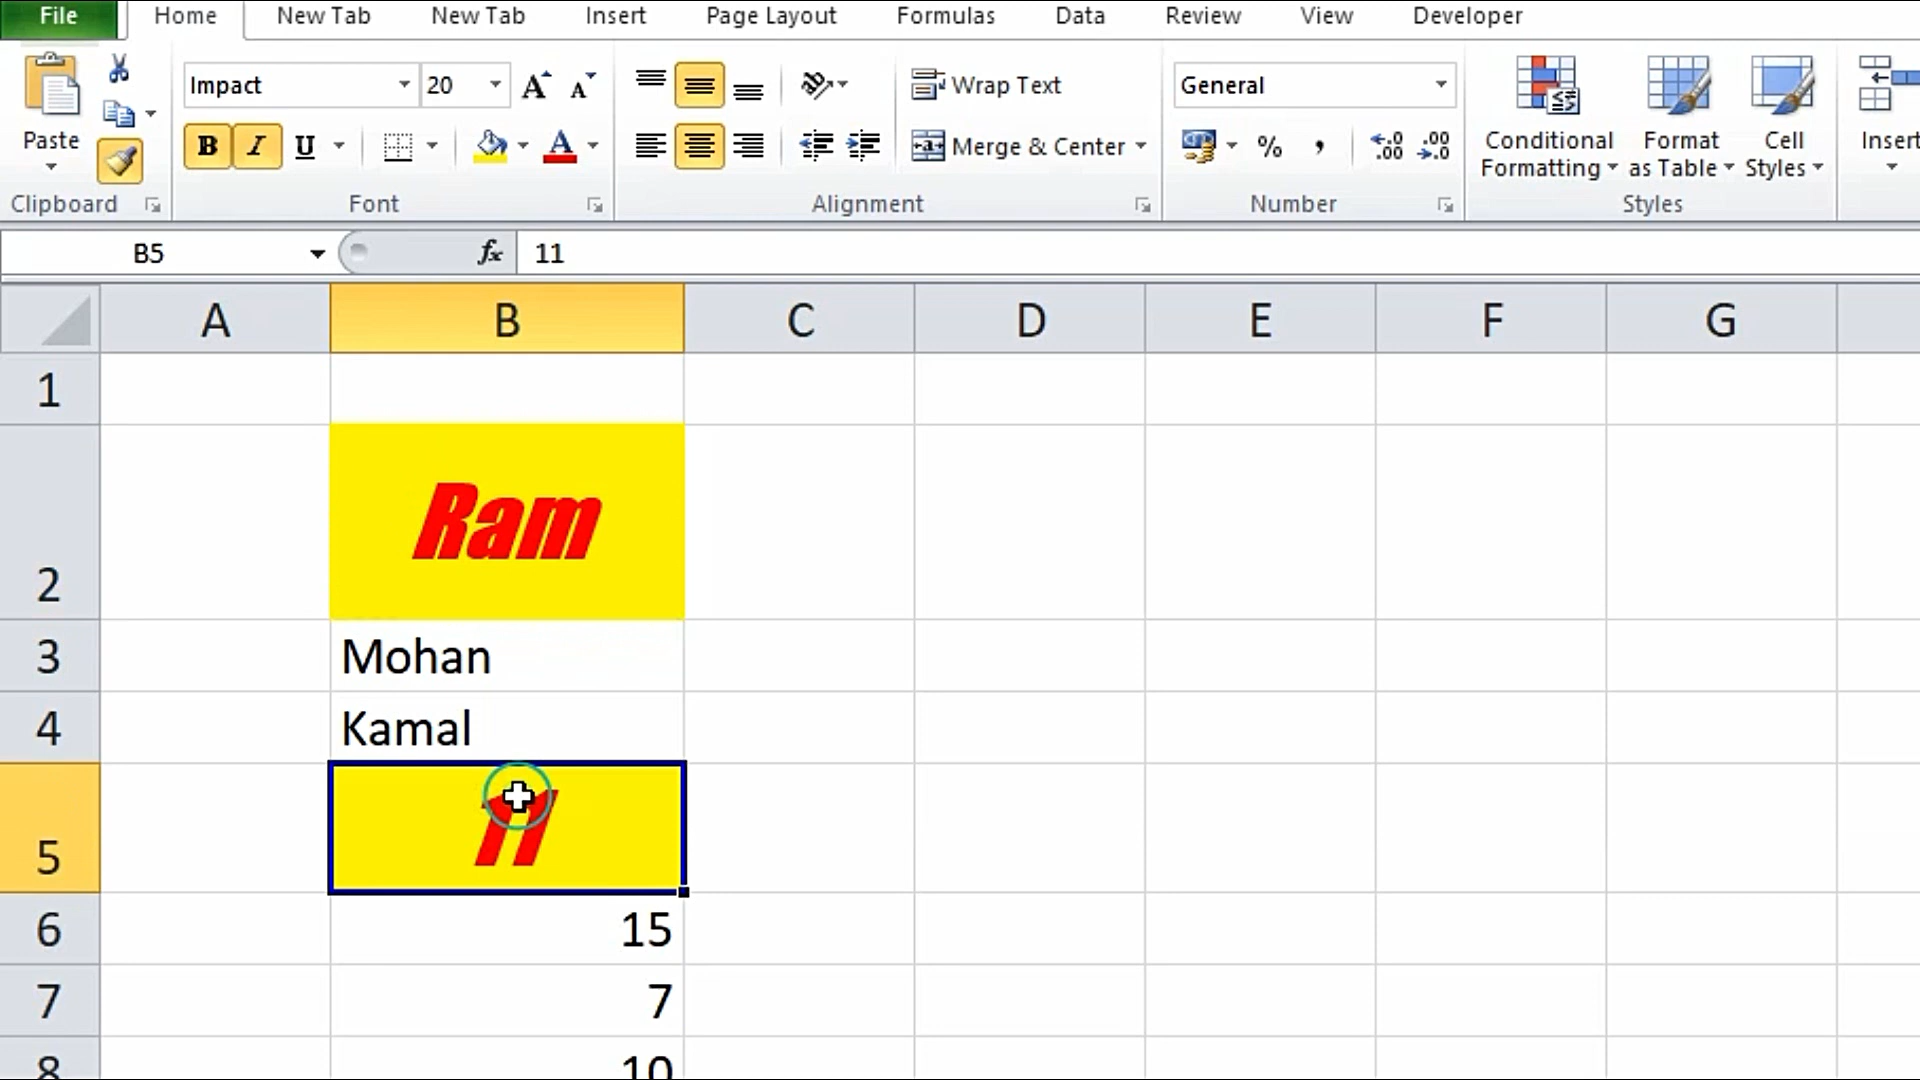 File Home New Tab New Tab Insert Page Layout Formulas Data Review View Developer
Impact 20 A A Wrap Text General
Paste B I U A Merge & Center % , .00 .00 Conditional Formatting Format as Table Cell Styles Insert
Clipboard Font Alignment Number Styles
B5 fx 11
A B C D E F G
1
2 Ram
3 Mohan
4 Kamal
5 11
6 15
7 7
8 10